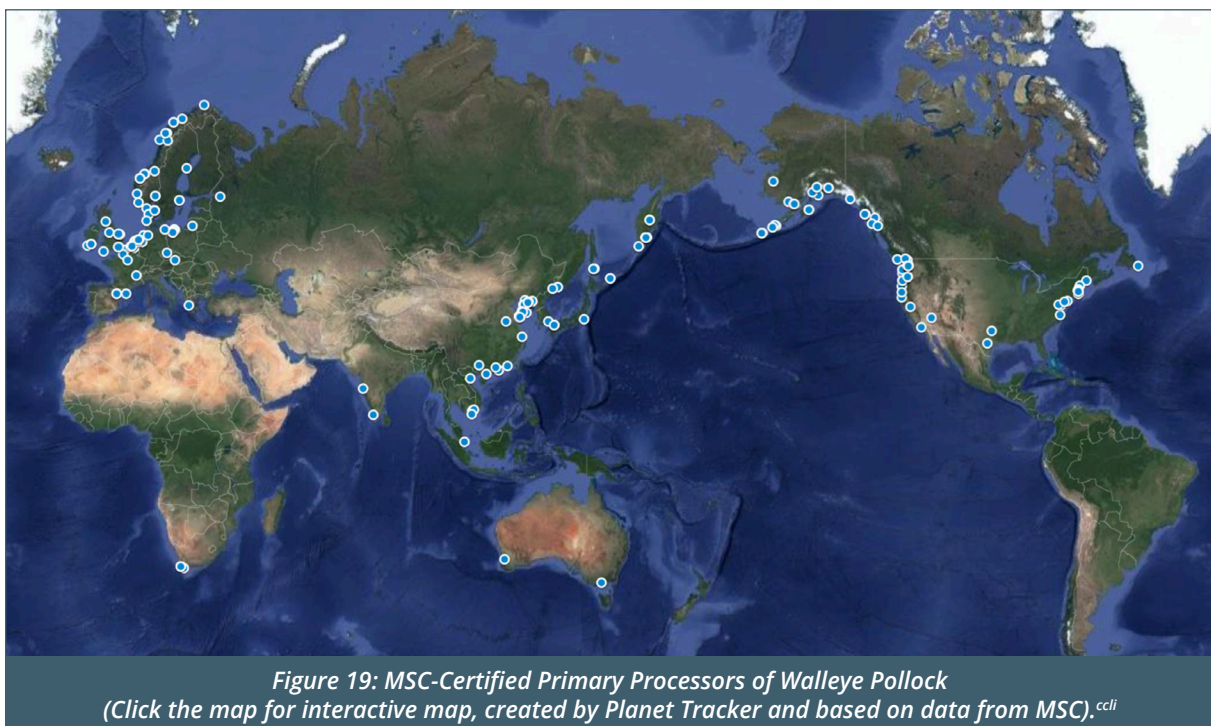 Figure 19: MSC-Certified Primary Processors of Walleye Pollock
(Click the map for interactive map, created by Planet Tracker and based on data from MSC).ccli